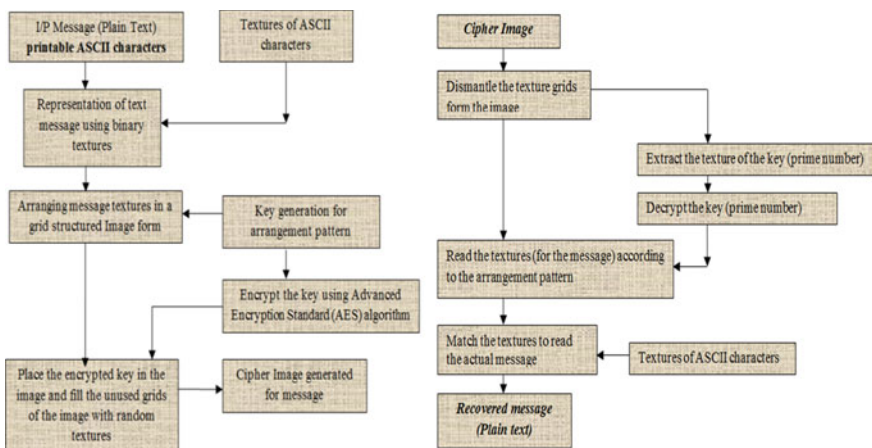 I/P Message (Plain Text)
printable ASCII characters
Textures of ASCII
characters
Representation of text
message using binary
textures
Arranging message textures in a
grid structured Image form
Key generation for
arrangement pattern
Encrypt the key using Advanced
Encryption Standard (AES) algorithm
Place the encrypted key in the
image and fill the unused grids
of the image with random
textures
Cipher Image generated
for message
Cipher Image
Dismantle the texture grids
form the image
Extract the texture of the key (prime number)
Decrypt the key (prime number)
Read the textures (for the message) according
to the arrangement pattern
Match the textures to read
the actual message
Textures of ASCII characters
Recovered message
(Plain text)